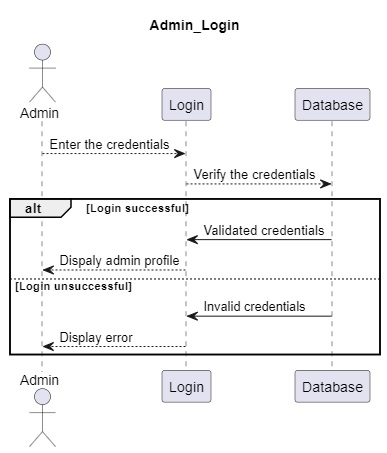 Admin_Login
Admin
Login
Database
Enter the credentials
Verify the credentials
alt [Login successful]
Validated credentials
Dispaly admin profile
[Login unsuccessful]
Invalid credentials
Display error
Admin
Login
Database